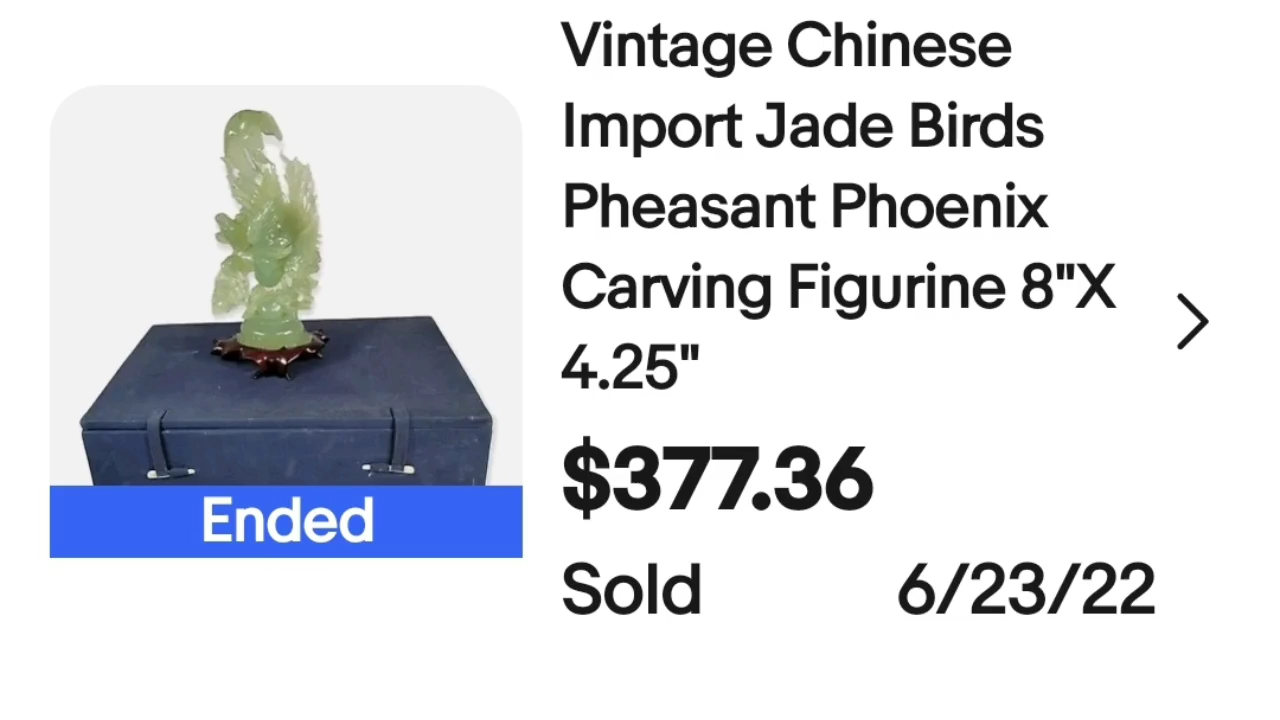 Vintage Chinese
Import Jade Birds
Pheasant Phoenix
Carving Figurine 8"X
4.25"
$377.36
Sold 6/23/22
Ended